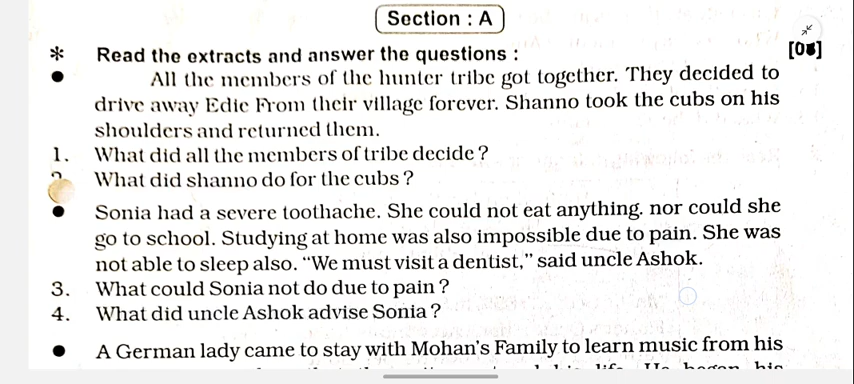 Section : A
* Read the extracts and answer the questions :
● All the members of the hunter tribe got together. They decided to
drive away Edie From their village forever. Shanno took the cubs on his
shoulders and returned them.
1. What did all the members of tribe decide ?
What did shanno do for the cubs ?
● Sonia had a severe toothache. She could not eat anything. nor could she
go to school. Studying at home was also impossible due to pain. She was
not able to sleep also. “We must visit a dentist,” said uncle Ashok.
3. What could Sonia not do due to pain ?
4. What did uncle Ashok advise Sonia ?
● A German lady came to stay with Mohan’s Family to learn music from his